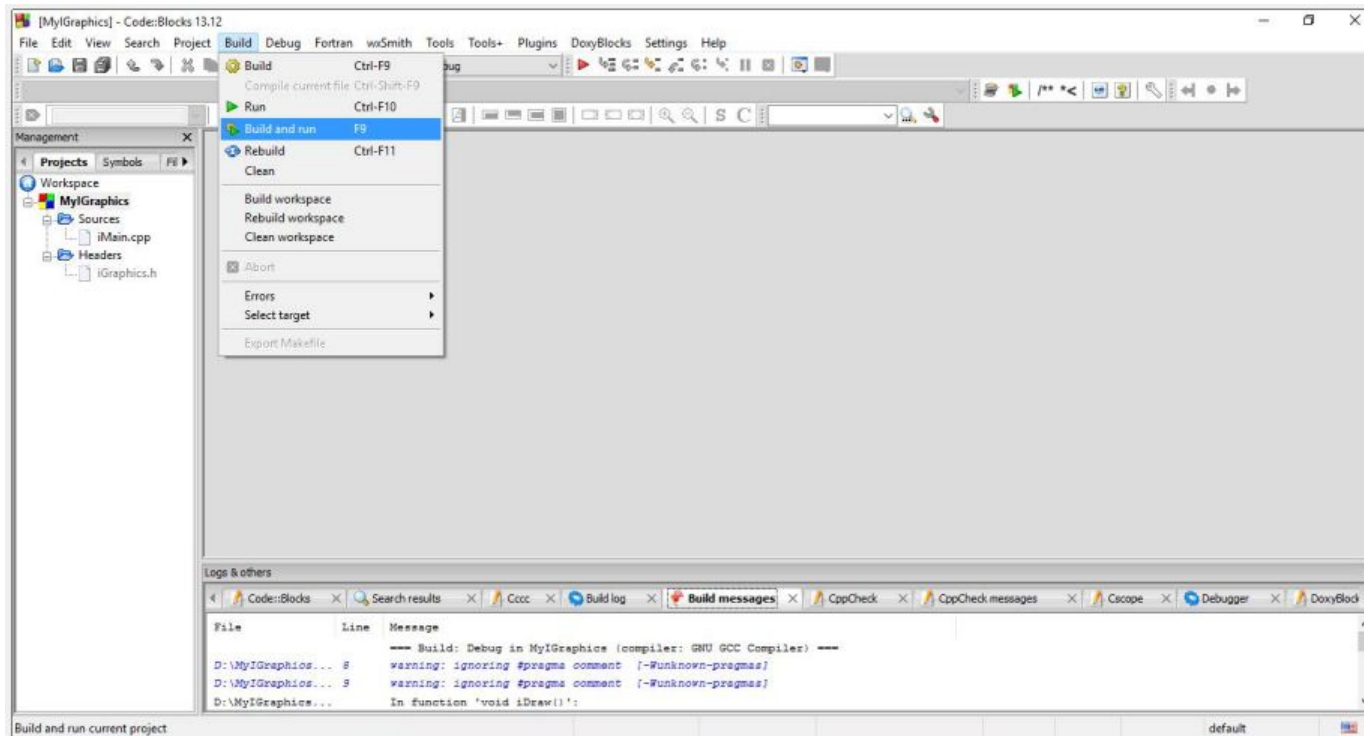 [MyIGraphics] - Code::Blocks 13.12
File Edit View Search Project Build Debug Fortran wxSmith Tools Tools+ Plugins DoxyBlocks Settings Help
Build Ctrl-F9
Compile current file Ctrl-Shift-F9
Run Ctrl-F10
Build and run F9
Rebuild Ctrl-F11
Clean
Build workspace
Rebuild workspace
Clean workspace
Abort
Errors
Select target
Export Makefile
bug
/** *<
S C
Management
Projects Symbols Fil
Workspace
MyIGraphics
Sources
iMain.cpp
Headers
iGraphics.h
Logs & others
Code::Blocks Search results Cccc Build log Build messages CppCheck CppCheck messages Cscope Debugger DoxyBlock
File Line Message
=== Build: Debug in MyIGraphics (compiler: GNU GCC Compiler) ===
D:\MyIGraphics... 8 warning: ignoring #pragma comment [-Wunknown-pragmas]
D:\MyIGraphics... 9 warning: ignoring #pragma comment [-Wunknown-pragmas]
D:\MyIGraphics... In function 'void iDraw()':
Build and run current project default